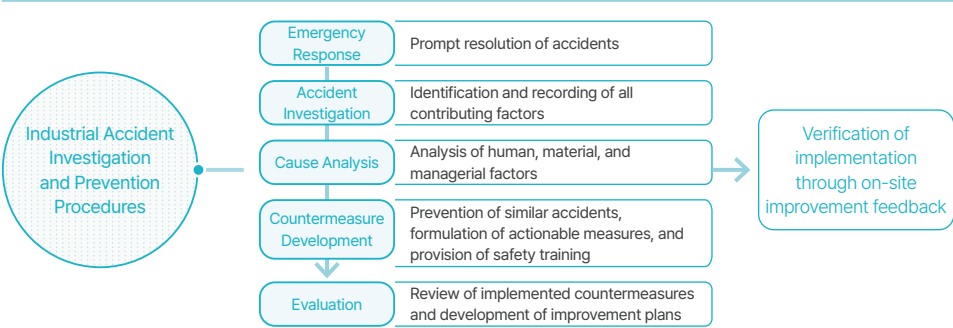 Industrial Accident
Investigation
and Prevention
Procedures
Emergency
Response
Prompt resolution of accidents
Accident
Investigation
Identification and recording of all
contributing factors
Cause Analysis
Analysis of human, material, and
managerial factors
Countermeasure
Development
Prevention of similar accidents,
formulation of actionable measures, and
provision of safety training
Evaluation
Review of implemented countermeasures
and development of improvement plans
Verification of
implementation
through on-site
improvement feedback